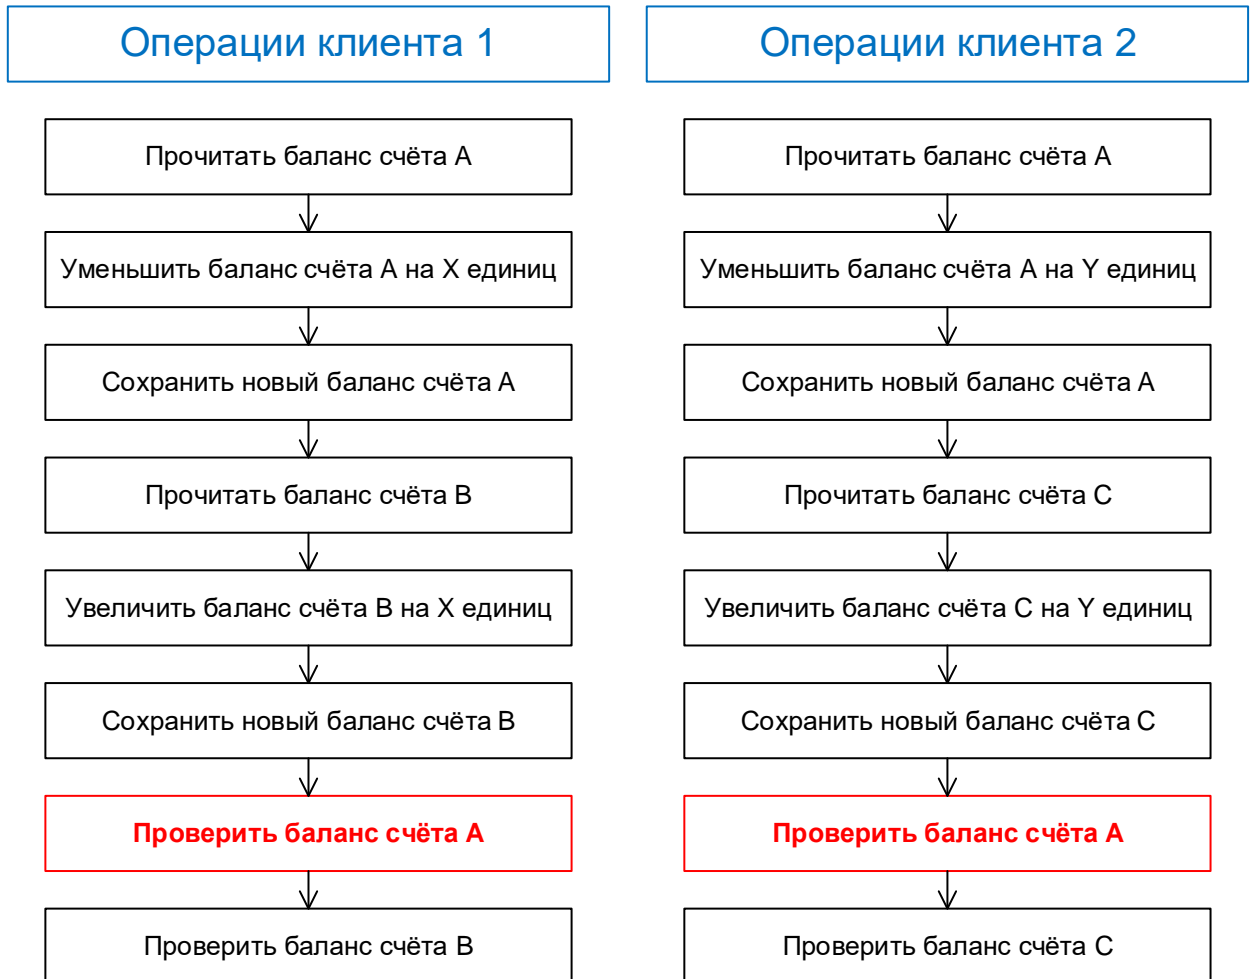 Операции клиента 1
Прочитать баланс счёта A
Уменьшить баланс счёта A на X единиц
Сохранить новый баланс счёта A
Прочитать баланс счёта B
Увеличить баланс счёта B на X единиц
Сохранить новый баланс счёта B
Проверить баланс счёта A
Проверить баланс счёта B
Операции клиента 2
Прочитать баланс счёта A
Уменьшить баланс счёта A на Y единиц
Сохранить новый баланс счёта A
Прочитать баланс счёта C
Увеличить баланс счёта C на Y единиц
Сохранить новый баланс счёта C
Проверить баланс счёта A
Проверить баланс счёта C